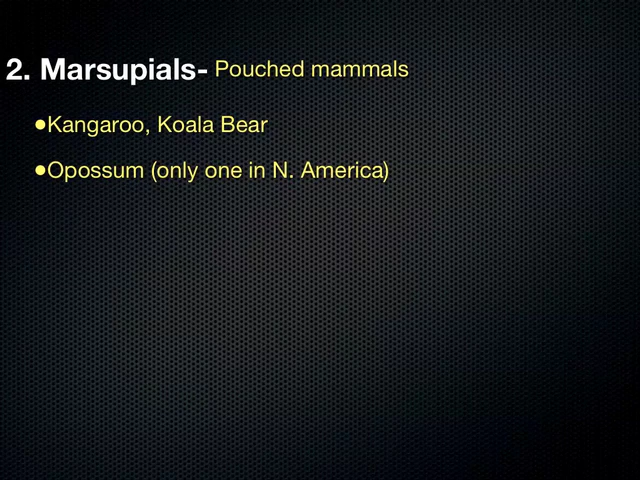 2. Marsupials- Pouched mammals
•Kangaroo, Koala Bear
•Opossum (only one in N. America)